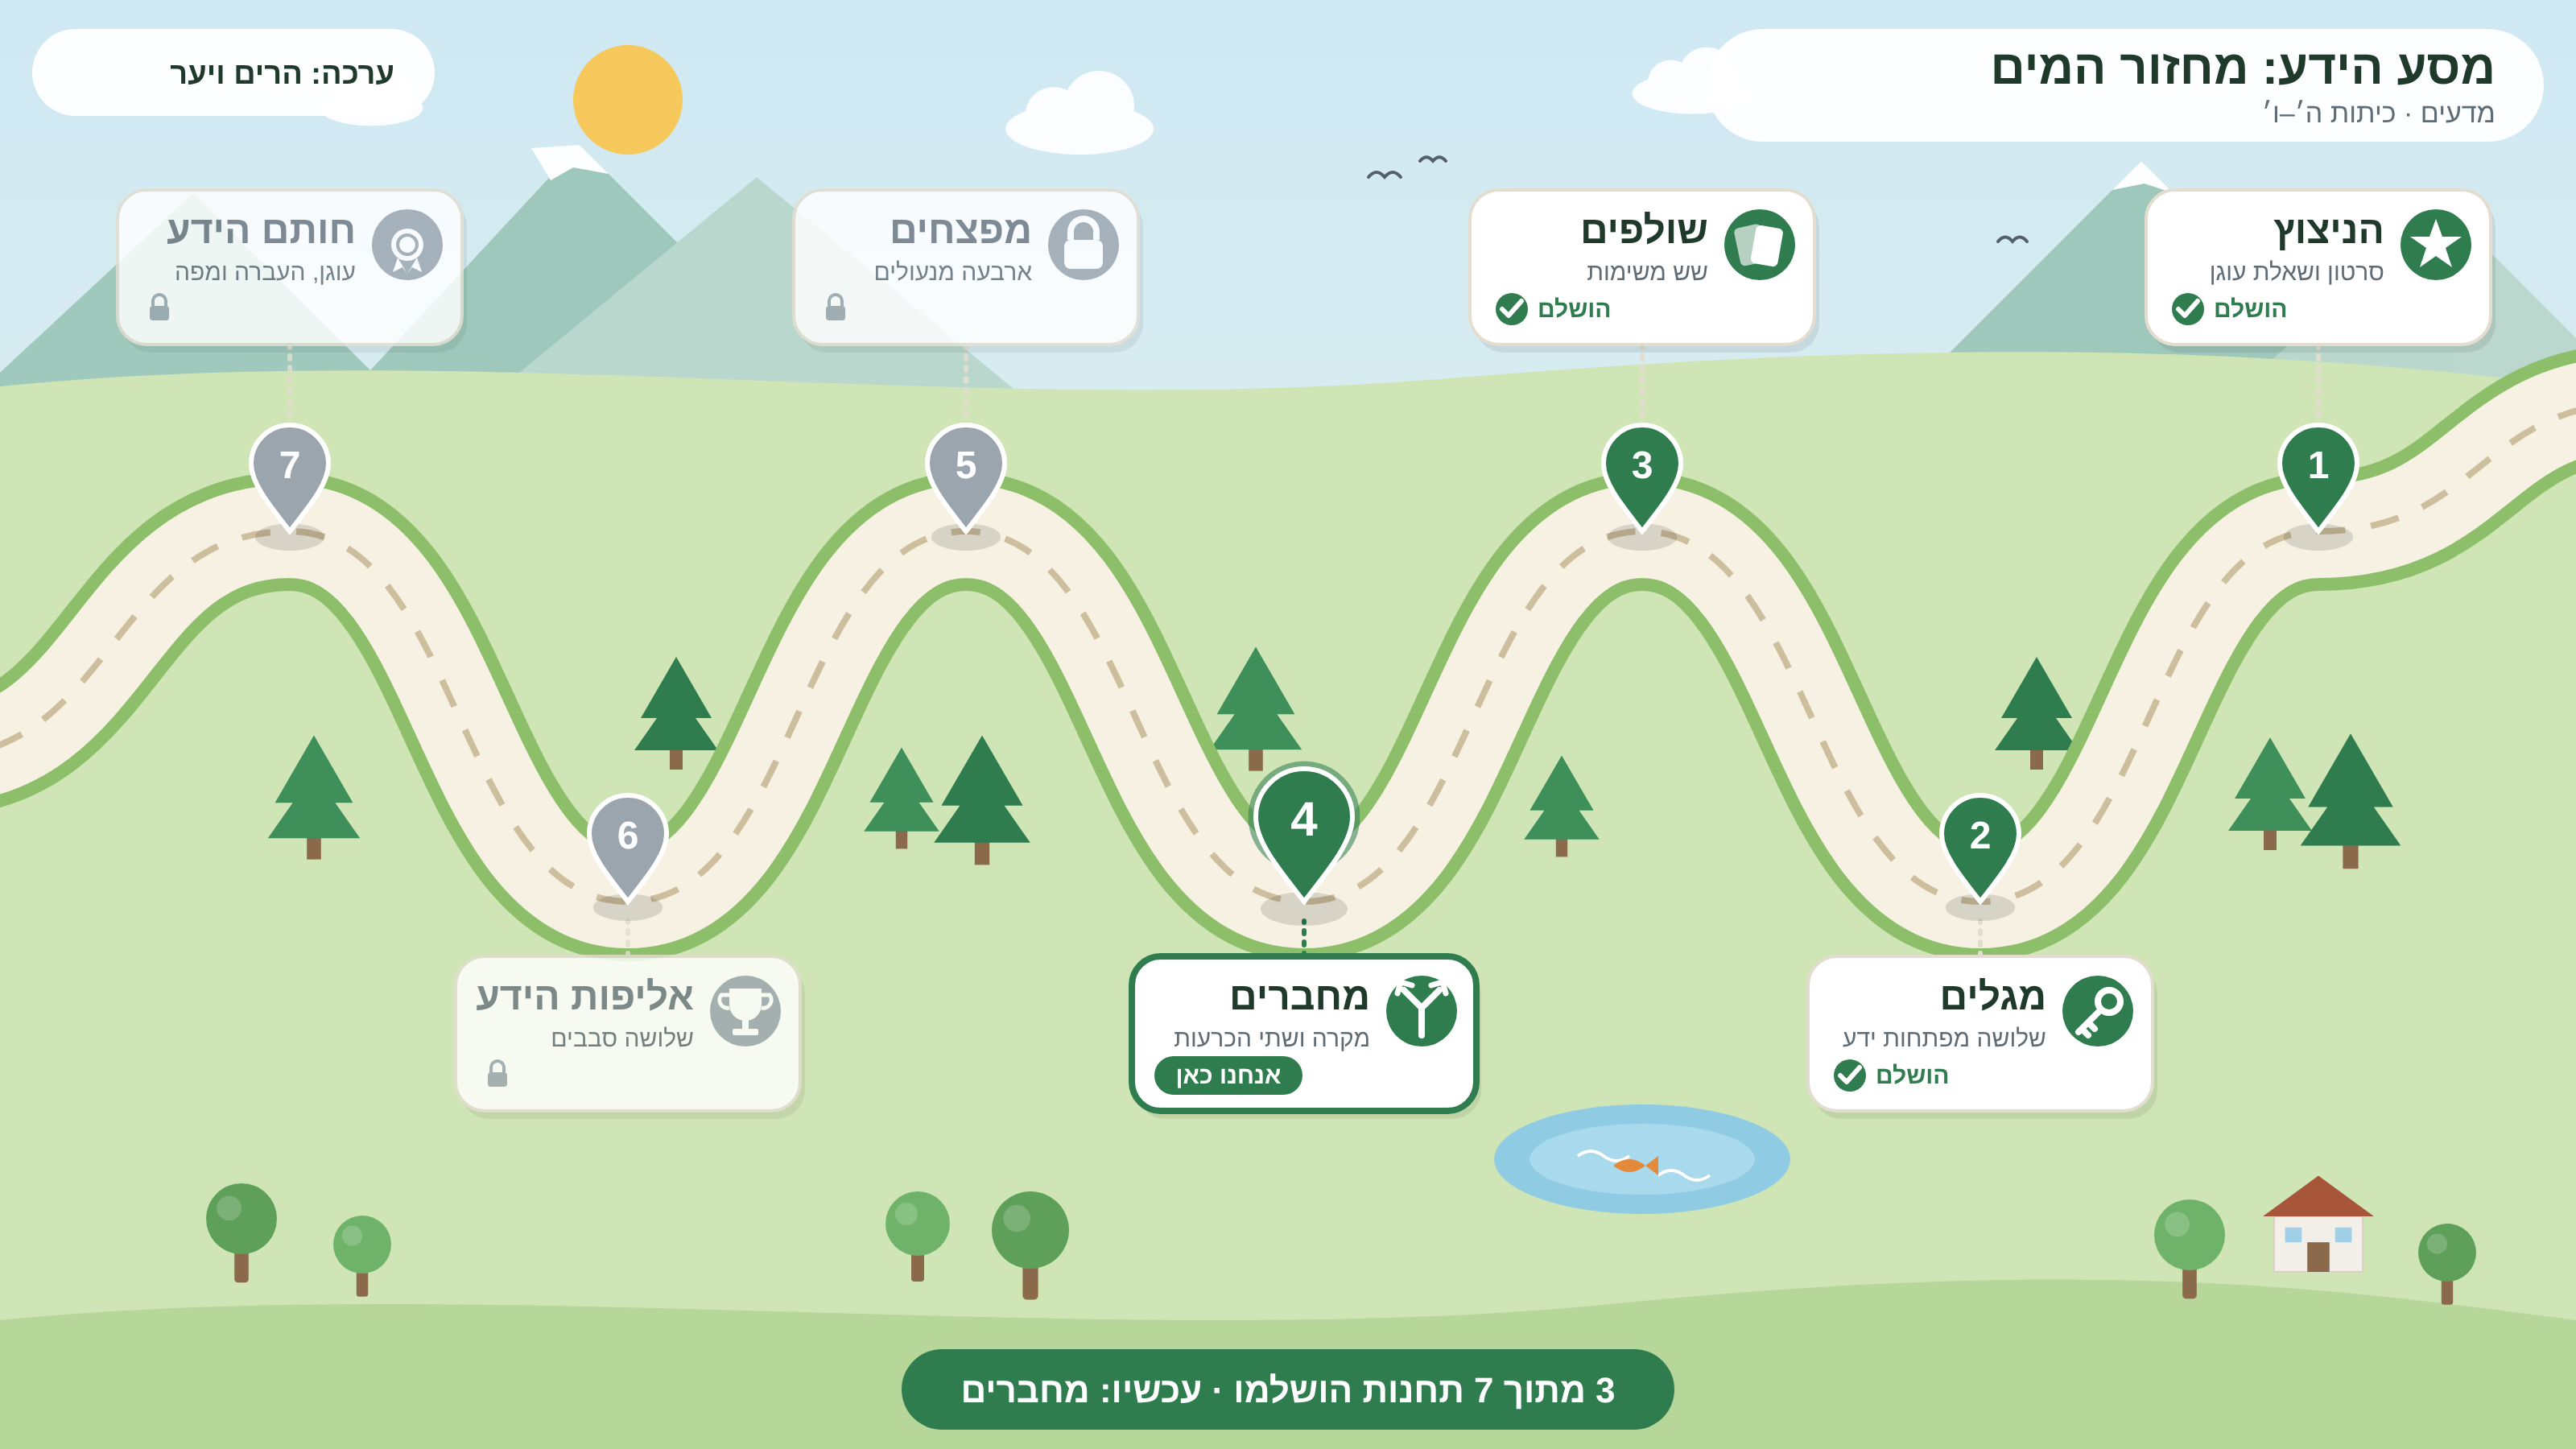 מסע הידע: מחזור המים
מדעים · כיתות ה׳–ו׳
ערכה: הרים ויער
הניצוץ
סרטון ושאלת עוגן
הושלם
שולפים
שש משימות
הושלם
מפצחים
ארבעה מנעולים
חותם הידע
עוגן, העברה ומפה
1
3
5
7
2
4
6
מגלים
שלושה מפתחות ידע
הושלם
מחברים
מקרה ושתי הכרעות
אנחנו כאן
אליפות הידע
שלושה סבבים
3 מתוך 7 תחנות הושלמו · עכשיו: מחברים